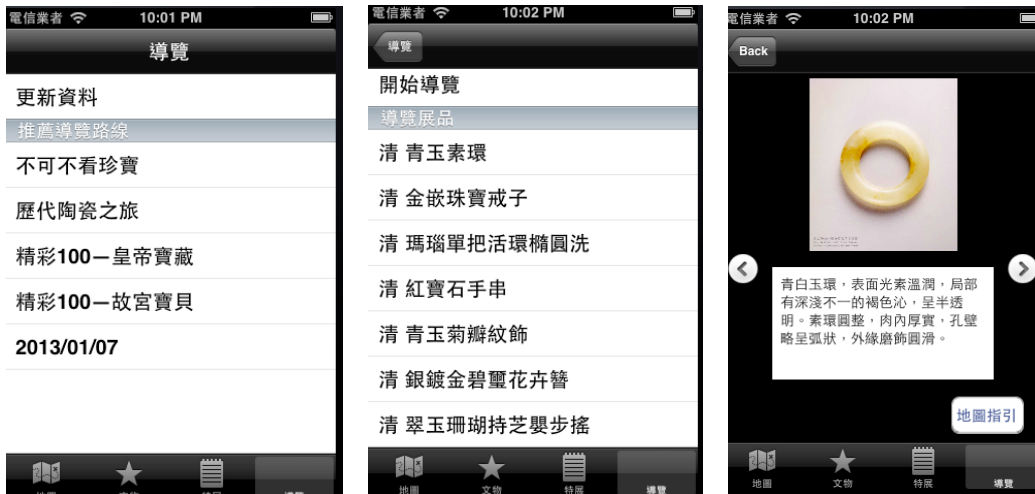 電信業者 10:01 PM
導覽
更新資料
推薦導覽路線
不可不看珍寶
歷代陶瓷之旅
精彩100—皇帝寶藏
精彩100—故宮寶貝
2013/01/07
地圖 文物 特展 導覽
電信業者 10:02 PM
導覽
開始導覽
導覽展品
清 青玉素環
清 金嵌珠寶戒子
清 瑪瑙單把活環橢圓洗
清 紅寶石手串
清 青玉菊瓣紋飾
清 銀鍍金碧璽花卉簪
清 翠玉珊瑚持芝嬰步搖
地圖 文物 特展 導覽
電信業者 10:02 PM
Back
青白玉環，表面光素溫潤，局部
有深淺不一的褐色沁，呈半透
明。素環圓整，肉內厚實，孔壁
略呈弧狀，外緣磨飾圓滑。
地圖指引
地圖 文物 特展 導覽